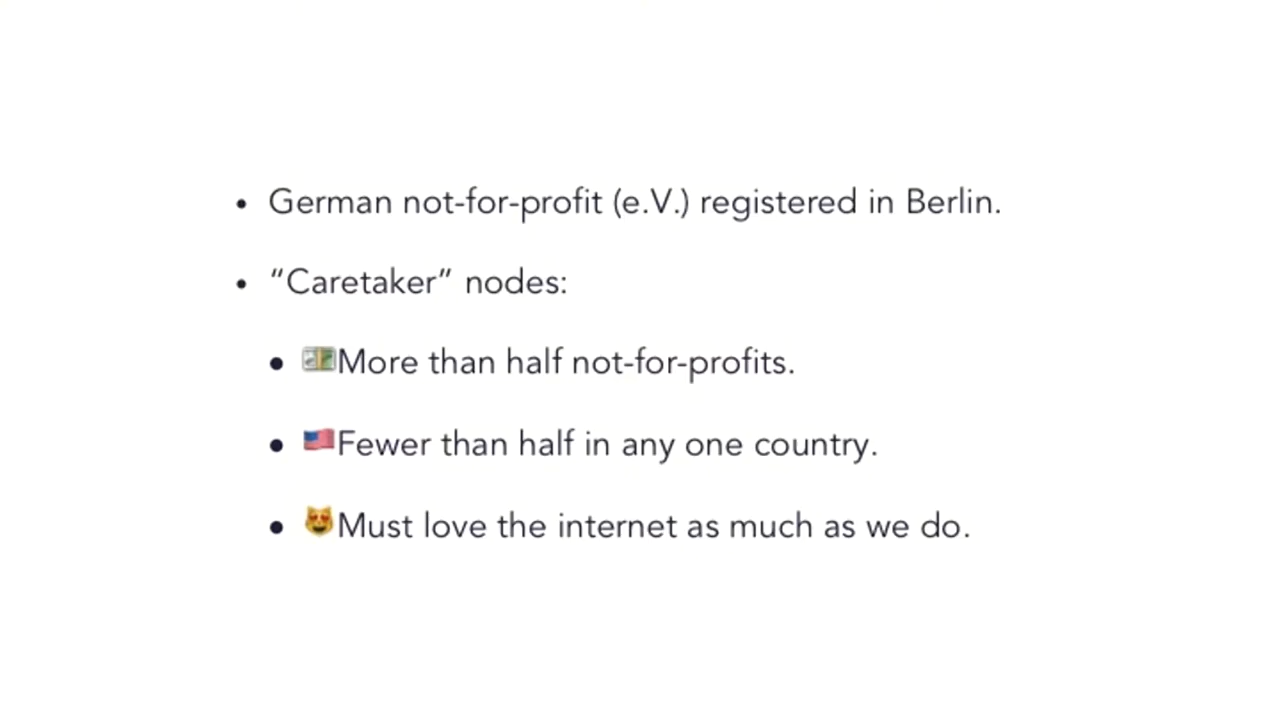 • German not-for-profit (e.V.) registered in Berlin.
• “Caretaker” nodes:
• 💵More than half not-for-profits.
• 🇺🇸Fewer than half in any one country.
• 😻Must love the internet as much as we do.